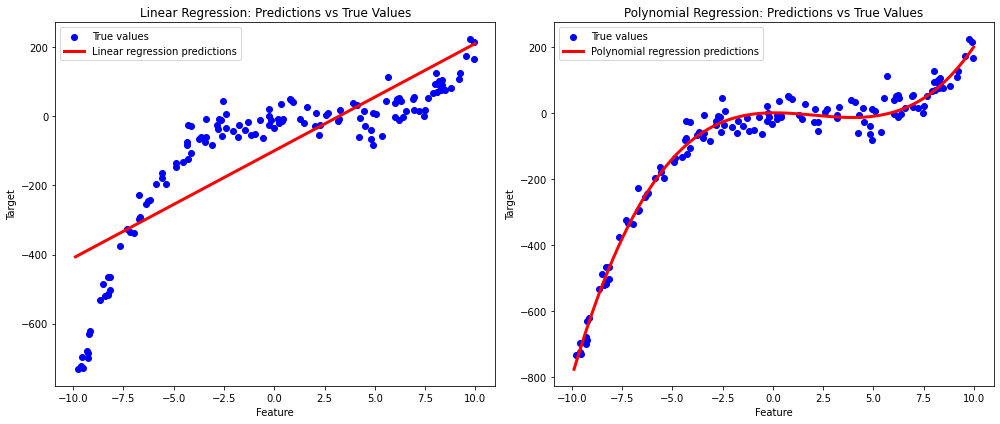 Linear Regression: Predictions vs True Values
True values
Linear regression predictions
200
0
−200
−400
−600
Target
−10.0 −7.5 −5.0 −2.5 0.0 2.5 5.0 7.5 10.0
Feature
Polynomial Regression: Predictions vs True Values
True values
Polynomial regression predictions
200
0
−200
−400
−600
−800
Target
−10.0 −7.5 −5.0 −2.5 0.0 2.5 5.0 7.5 10.0
Feature